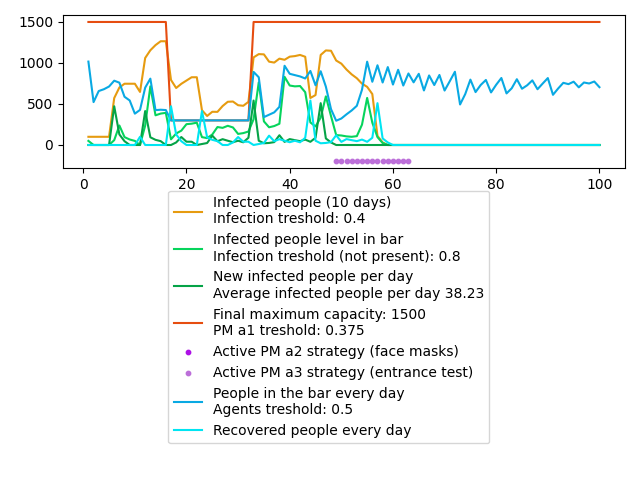 1500
1000
500
0
0
20
40
60
80
100
Infected people (10 days)
Infection treshold: 0.4
Infected people level in bar
Infection treshold (not present): 0.8
New infected people per day
Average infected people per day 38.23
Final maximum capacity: 1500
PM a1 treshold: 0.375
Active PM a2 strategy (face masks)
Active PM a3 strategy (entrance test)
People in the bar every day
Agents treshold: 0.5
Recovered people every day